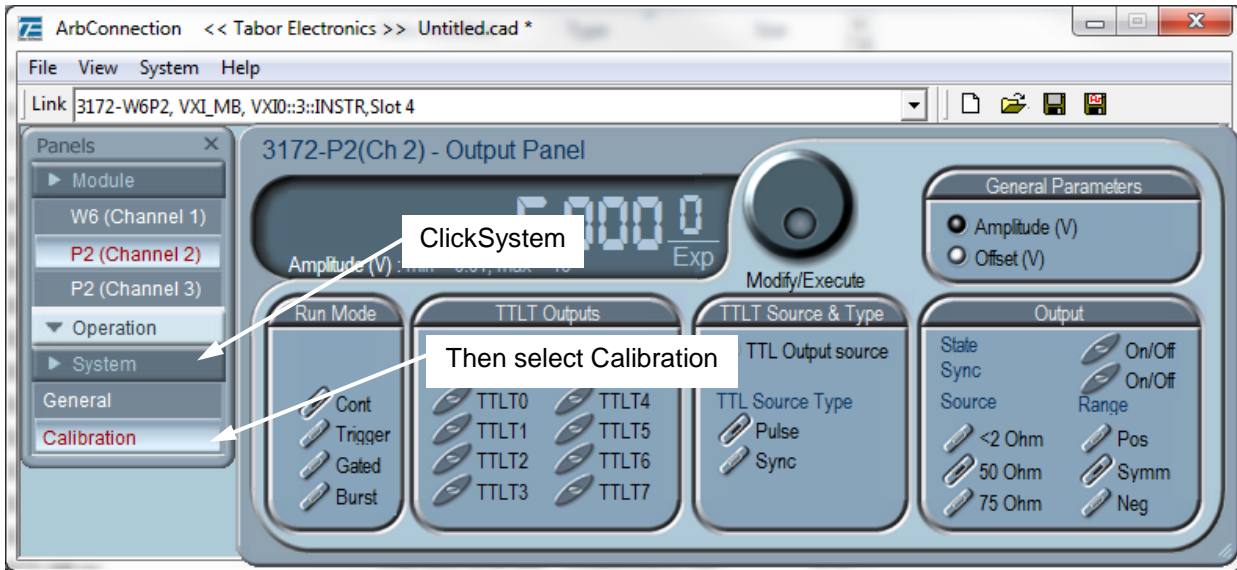 ArbConnection << Tabor Electronics >> Untitled.cad *
File View System Help
Link 3172-W6P2, VXI_MB, VXI0::3::INSTR,Slot 4
Panels
Module
W6 (Channel 1)
P2 (Channel 2)
P2 (Channel 3)
Operation
System
General
Calibration
3172-P2(Ch 2) - Output Panel
ClickSystem
Then select Calibration
000 0
Exp
Amplitude (V) :
Modify/Execute
General Parameters
Amplitude (V)
Offset (V)
Run Mode
Cont
Trigger
Gated
Burst
TTLT Outputs
TTLT0 TTLT4
TTLT1 TTLT5
TTLT2 TTLT6
TTLT3 TTLT7
TTLT Source & Type
TTL Output source
TTL Source Type
Pulse
Sync
Output
State On/Off
Sync On/Off
Source Range
<2 Ohm Pos
50 Ohm Symm
75 Ohm Neg